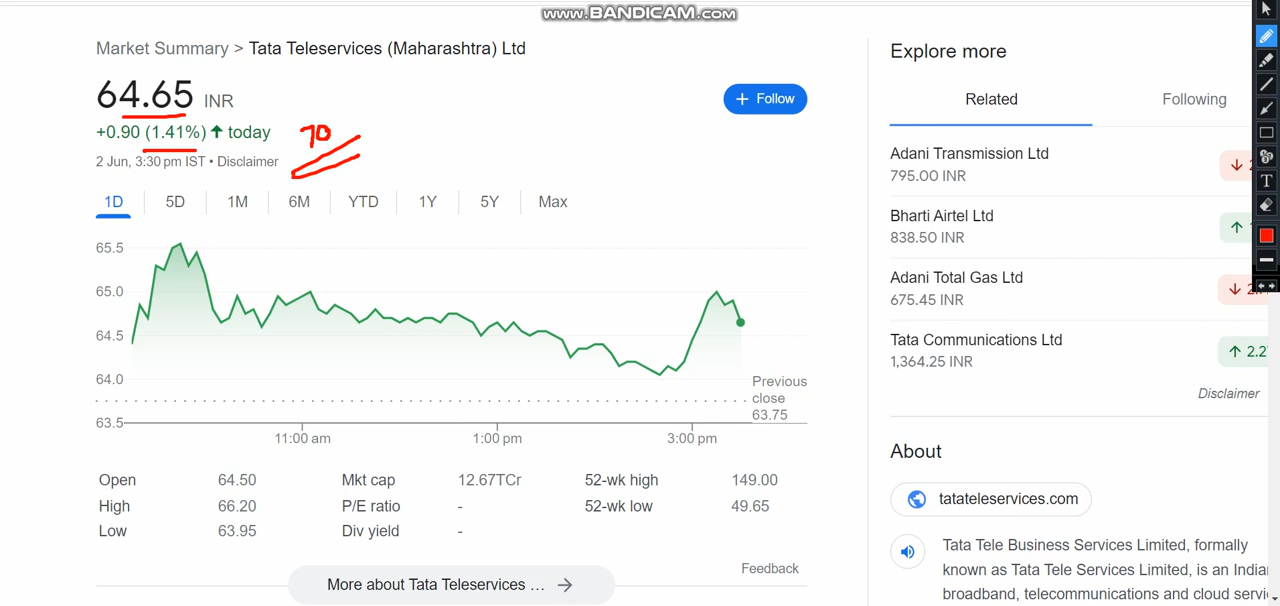 www.BANDICAM.com
Market Summary > Tata Teleservices (Maharashtra) Ltd
64.65 INR
+ Follow
+0.90 (1.41%) ↑ today
70
2 Jun, 3:30 pm IST • Disclaimer
1D 5D 1M 6M YTD 1Y 5Y Max
65.5
65.0
64.5
64.0
63.5
Previous
close
63.75
11:00 am 1:00 pm 3:00 pm
Open 64.50 Mkt cap 12.67TCr 52-wk high 149.00
High 66.20 P/E ratio - 52-wk low 49.65
Low 63.95 Div yield -
Feedback
More about Tata Teleservices ... →
Explore more
Related Following
Adani Transmission Ltd
795.00 INR
Bharti Airtel Ltd
838.50 INR
Adani Total Gas Ltd
675.45 INR
Tata Communications Ltd
1,364.25 INR
↑ 2.2
Disclaimer
About
tatateleservices.com
Tata Tele Business Services Limited, formally
known as Tata Tele Services Limited, is an
broadband, telecommunications and cloud
T